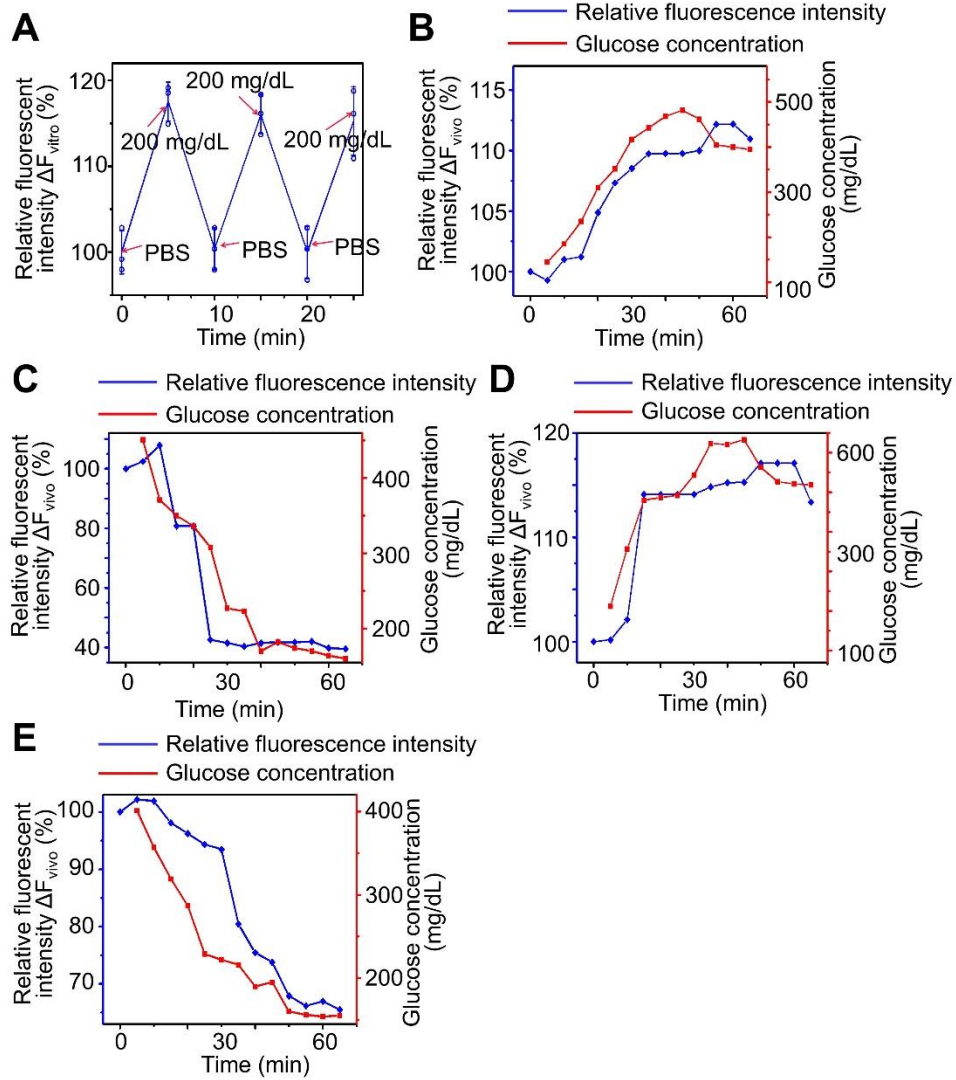 A
Relative fluorescent
intensity ΔFvitro (%)
120
110
100
200 mg/dL
200 mg/dL
200 mg/dL
PBS
PBS
PBS
0
10
20
Time (min)
B
Relative fluorescence intensity
Glucose concentration
Relative fluorescent
intensity ΔFvivo (%)
115
110
105
100
500
300
100
Glucose concentration
(mg/dL)
0
30
60
Time (min)
C
Relative fluorescence intensity
Glucose concentration
Relative fluorescent
intensity ΔFvivo (%)
100
80
60
40
400
300
200
Glucose concentration
(mg/dL)
0
30
60
Time (min)
D
Relative fluorescence intensity
Glucose concentration
Relative fluorescent
intensity ΔFvivo (%)
120
110
100
600
300
100
Glucose concentration
(mg/dL)
0
30
60
Time (min)
E
Relative fluorescence intensity
Glucose concentration
Relative fluorescent
intensity ΔFvivo (%)
100
90
80
70
400
300
200
Glucose concentration
(mg/dL)
0
30
60
Time (min)